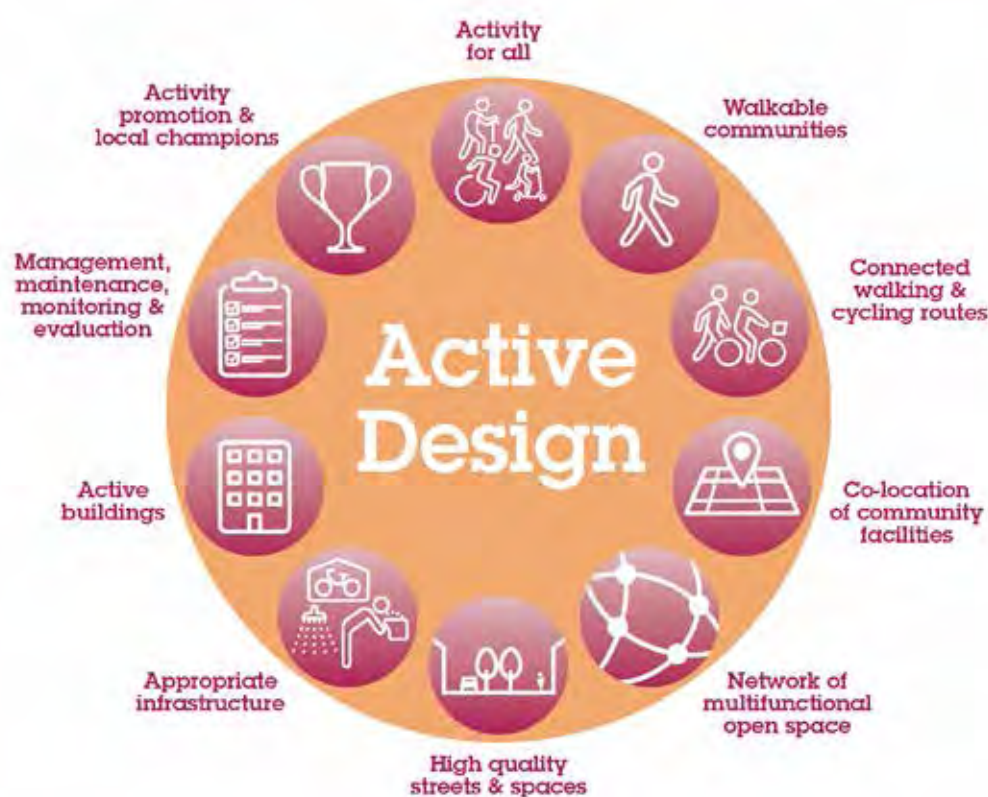 Activity
for all
Walkable
communities
Connected
walking &
cycling routes
Co-location
of community
facilities
Network of
multifunctional
open space
High quality
streets & spaces
Appropriate
infrastructure
Active
buildings
Management,
maintenance,
monitoring &
evaluation
Activity
promotion &
local champions
Active
Design